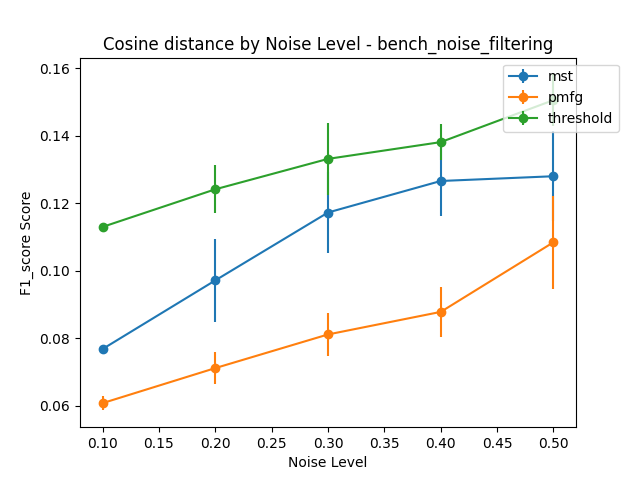 Cosine distance by Noise Level - bench_noise_filtering
0.16
0.14
0.12
0.10
0.08
0.06
F1_score Score
0.10
0.15
0.20
0.25
0.30
0.35
0.40
0.45
0.50
Noise Level
mst
pmfg
threshold